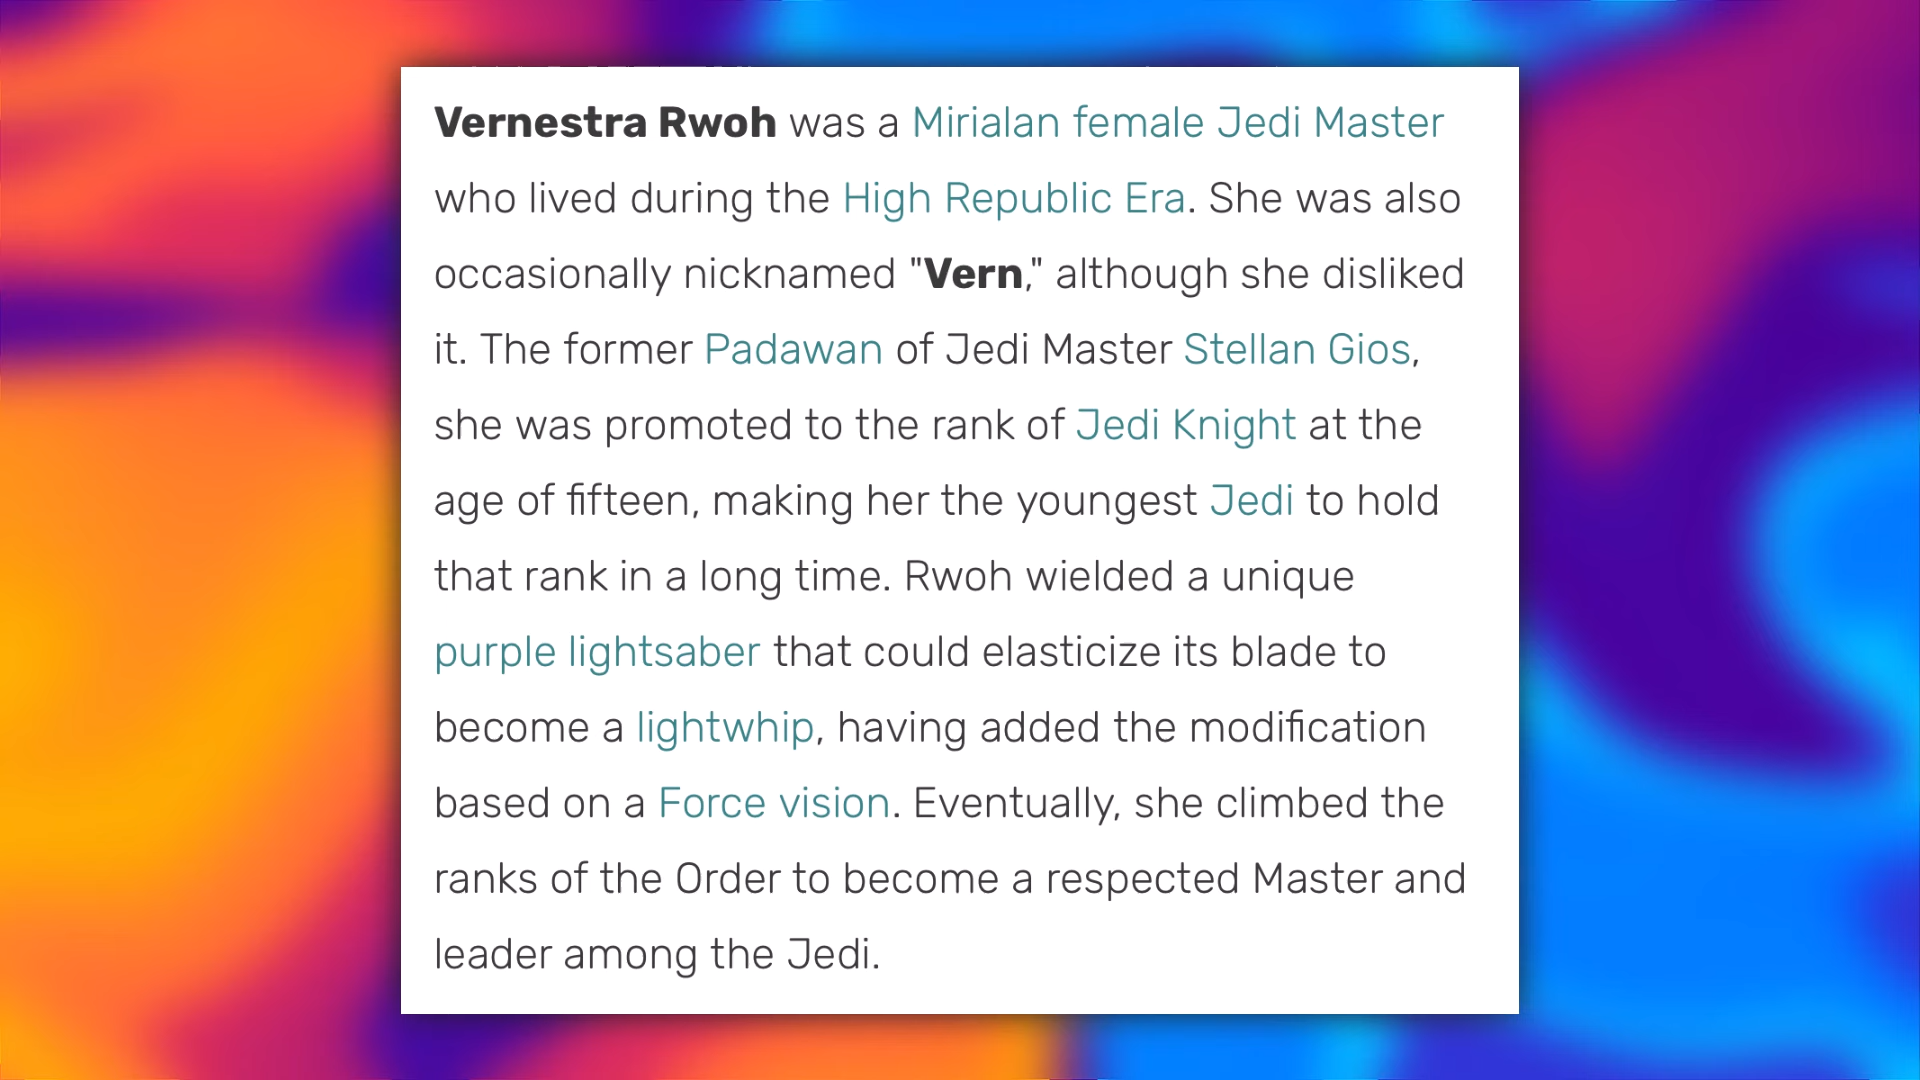 Vernestra Rwoh was a Mirialan female Jedi Master
who lived during the High Republic Era. She was also
occasionally nicknamed "Vern," although she disliked
it. The former Padawan of Jedi Master Stellan Gios,
she was promoted to the rank of Jedi Knight at the
age of fifteen, making her the youngest Jedi to hold
that rank in a long time. Rwoh wielded a unique
purple lightsaber that could elasticize its blade to
become a lightwhip, having added the modification
based on a Force vision. Eventually, she climbed the
ranks of the Order to become a respected Master and
leader among the Jedi.